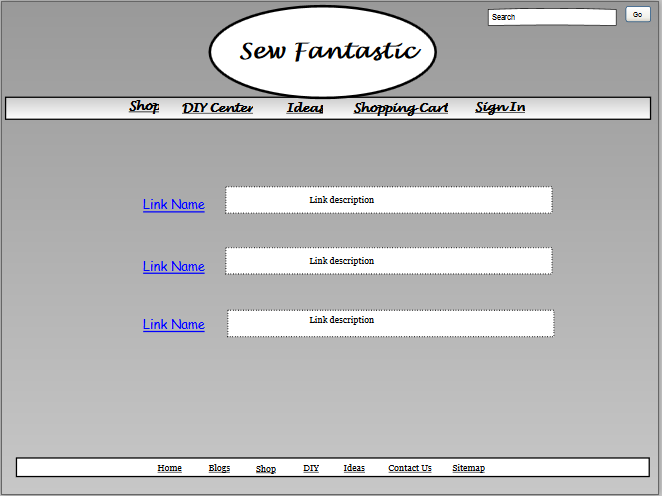 Search Go
Sew Fantastic
Shop DIY Center Ideas Shopping Cart Sign In
Link Name Link description
Link Name Link description
Link Name Link description
Home Blogs Shop DIY Ideas Contact Us Sitemap